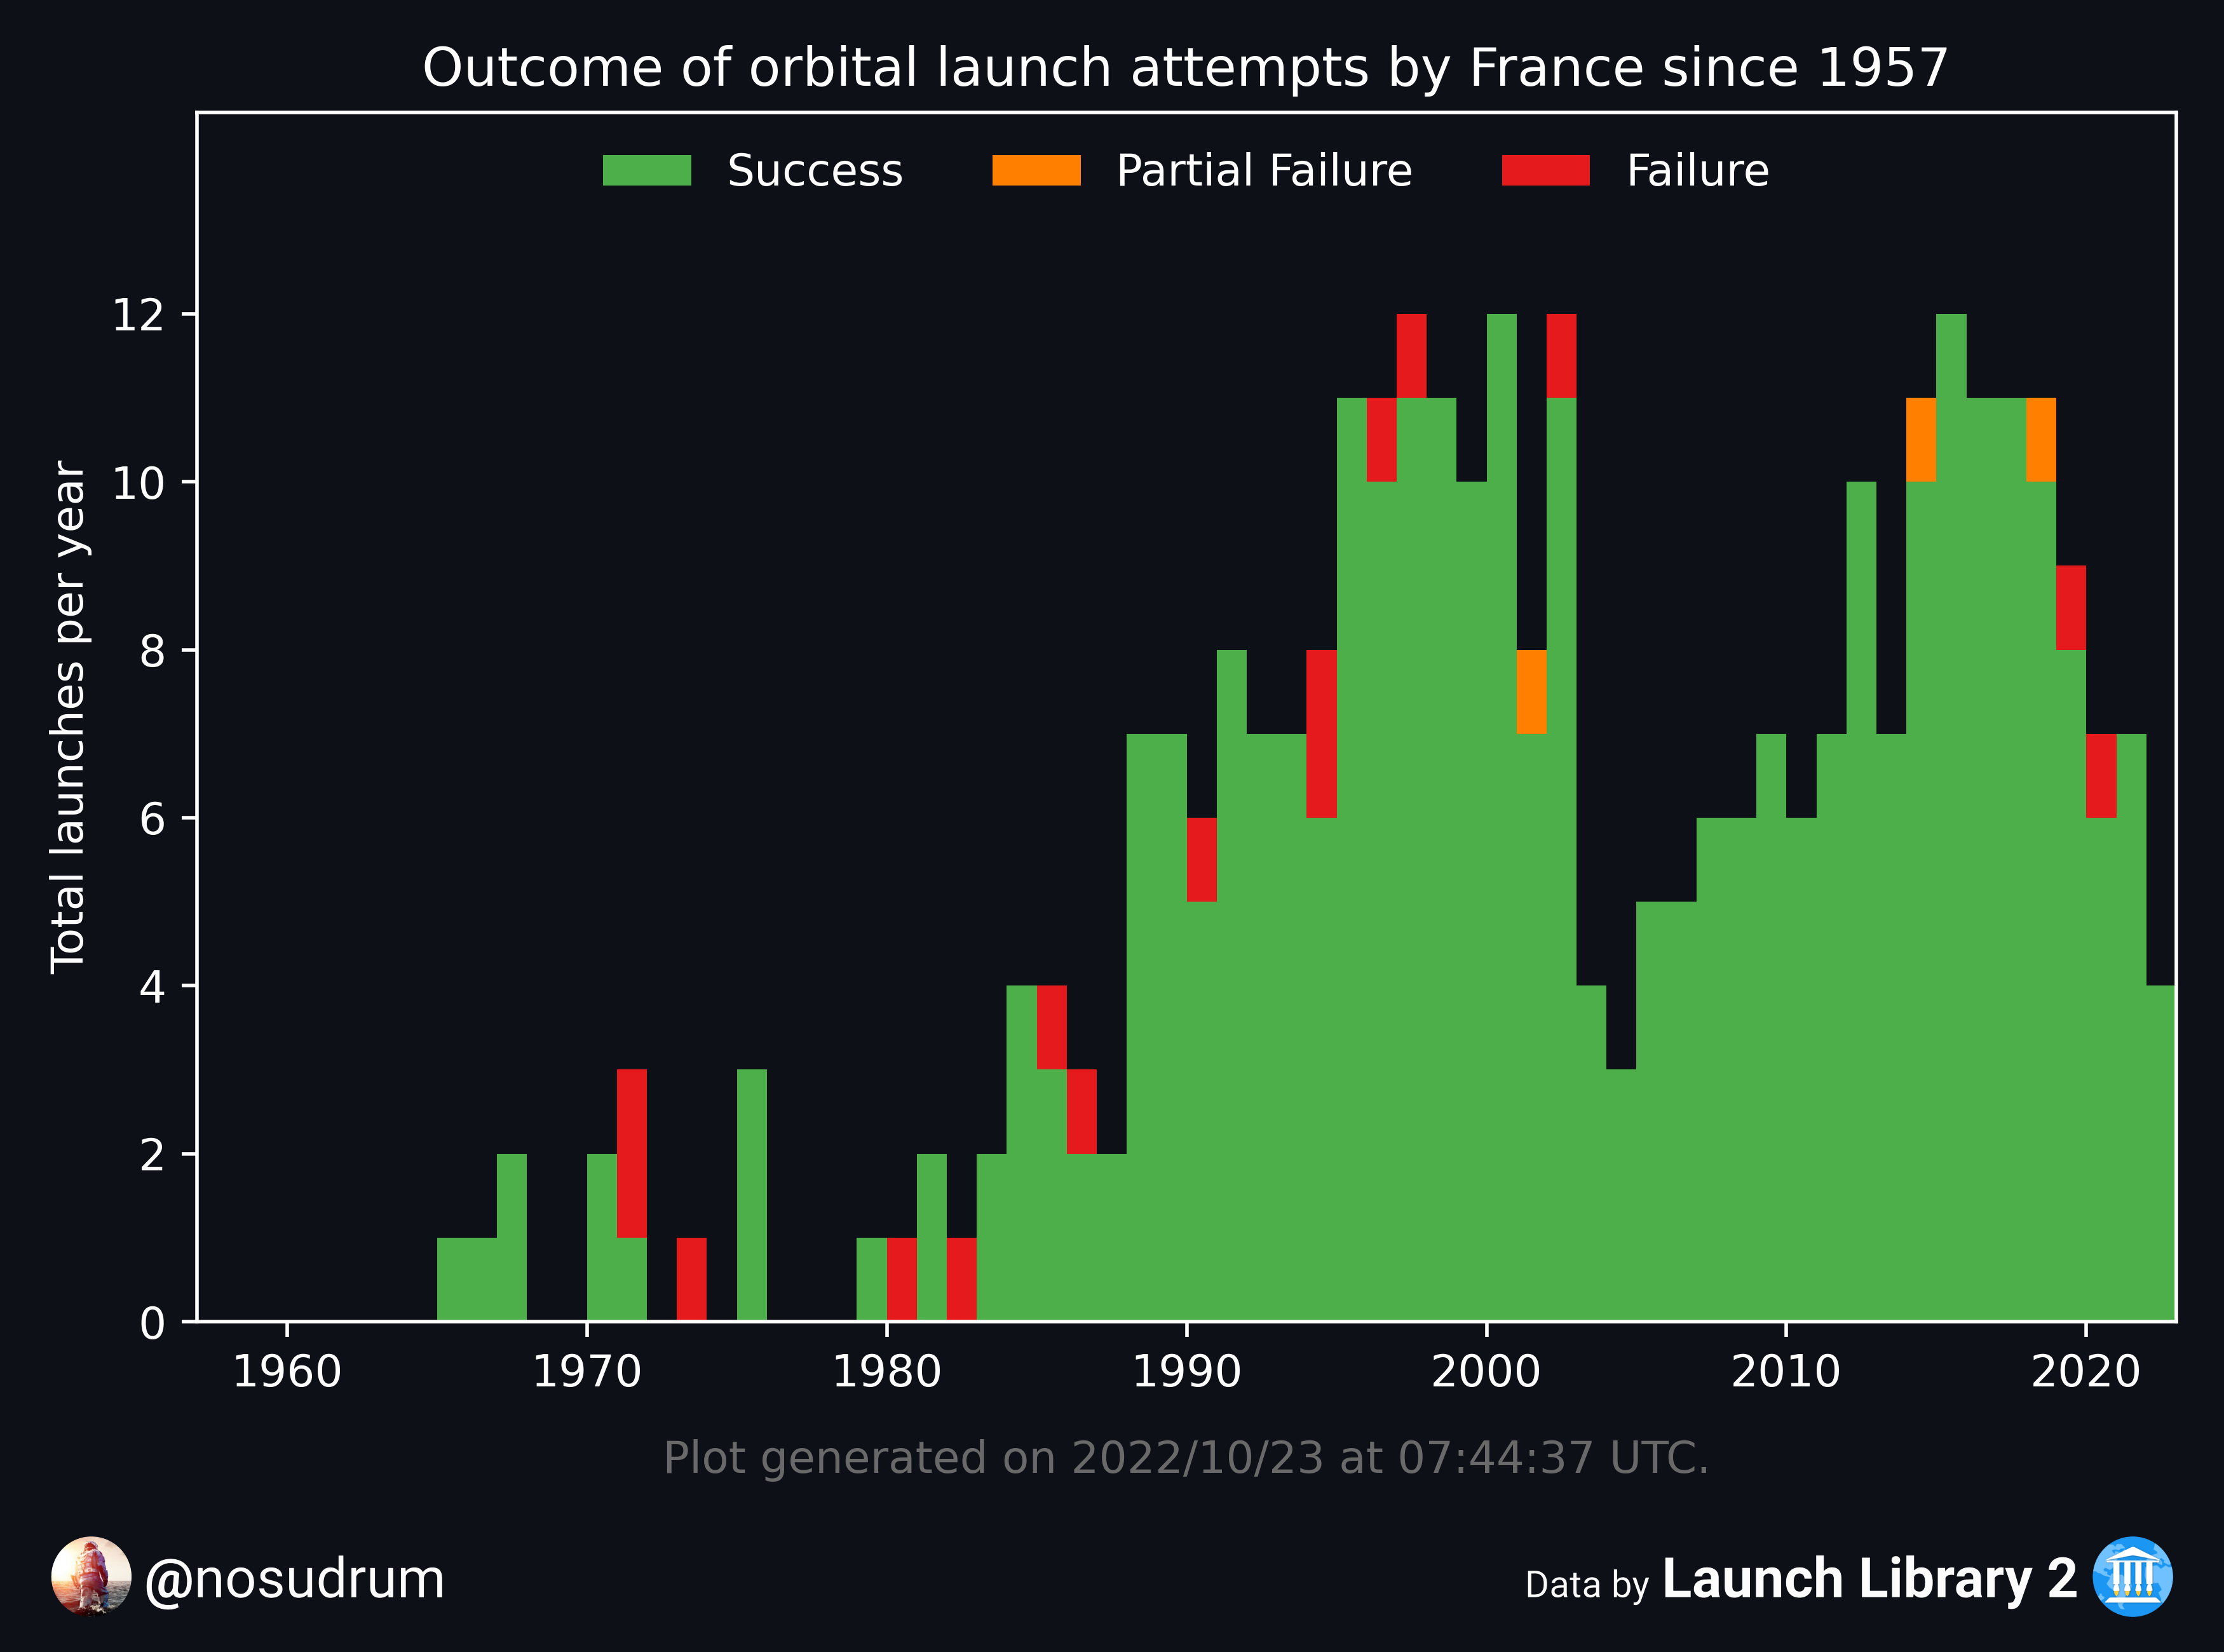 Outcome of orbital launch attempts by France since 1957
Success Partial Failure Failure
Total launches per year
12
10
8
6
4
2
0
1960 1970 1980 1990 2000 2010 2020
Plot generated on 2022/10/23 at 07:44:37 UTC.
@nosudrum
Data by Launch Library 2